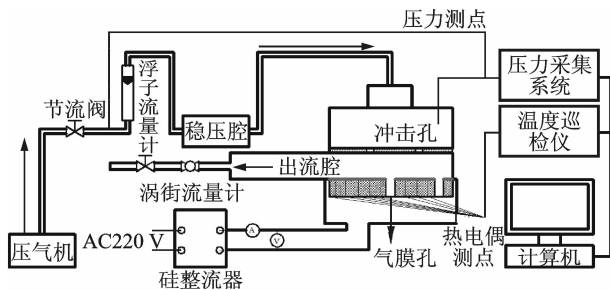 压力测点
浮子流量计
节流阀
稳压腔
冲击孔
压力采集
系统
温度巡
检仪
出流腔
涡街流量计
压气机
AC220 V
A
V
硅整流器
气膜孔
热电偶
测点
计算机